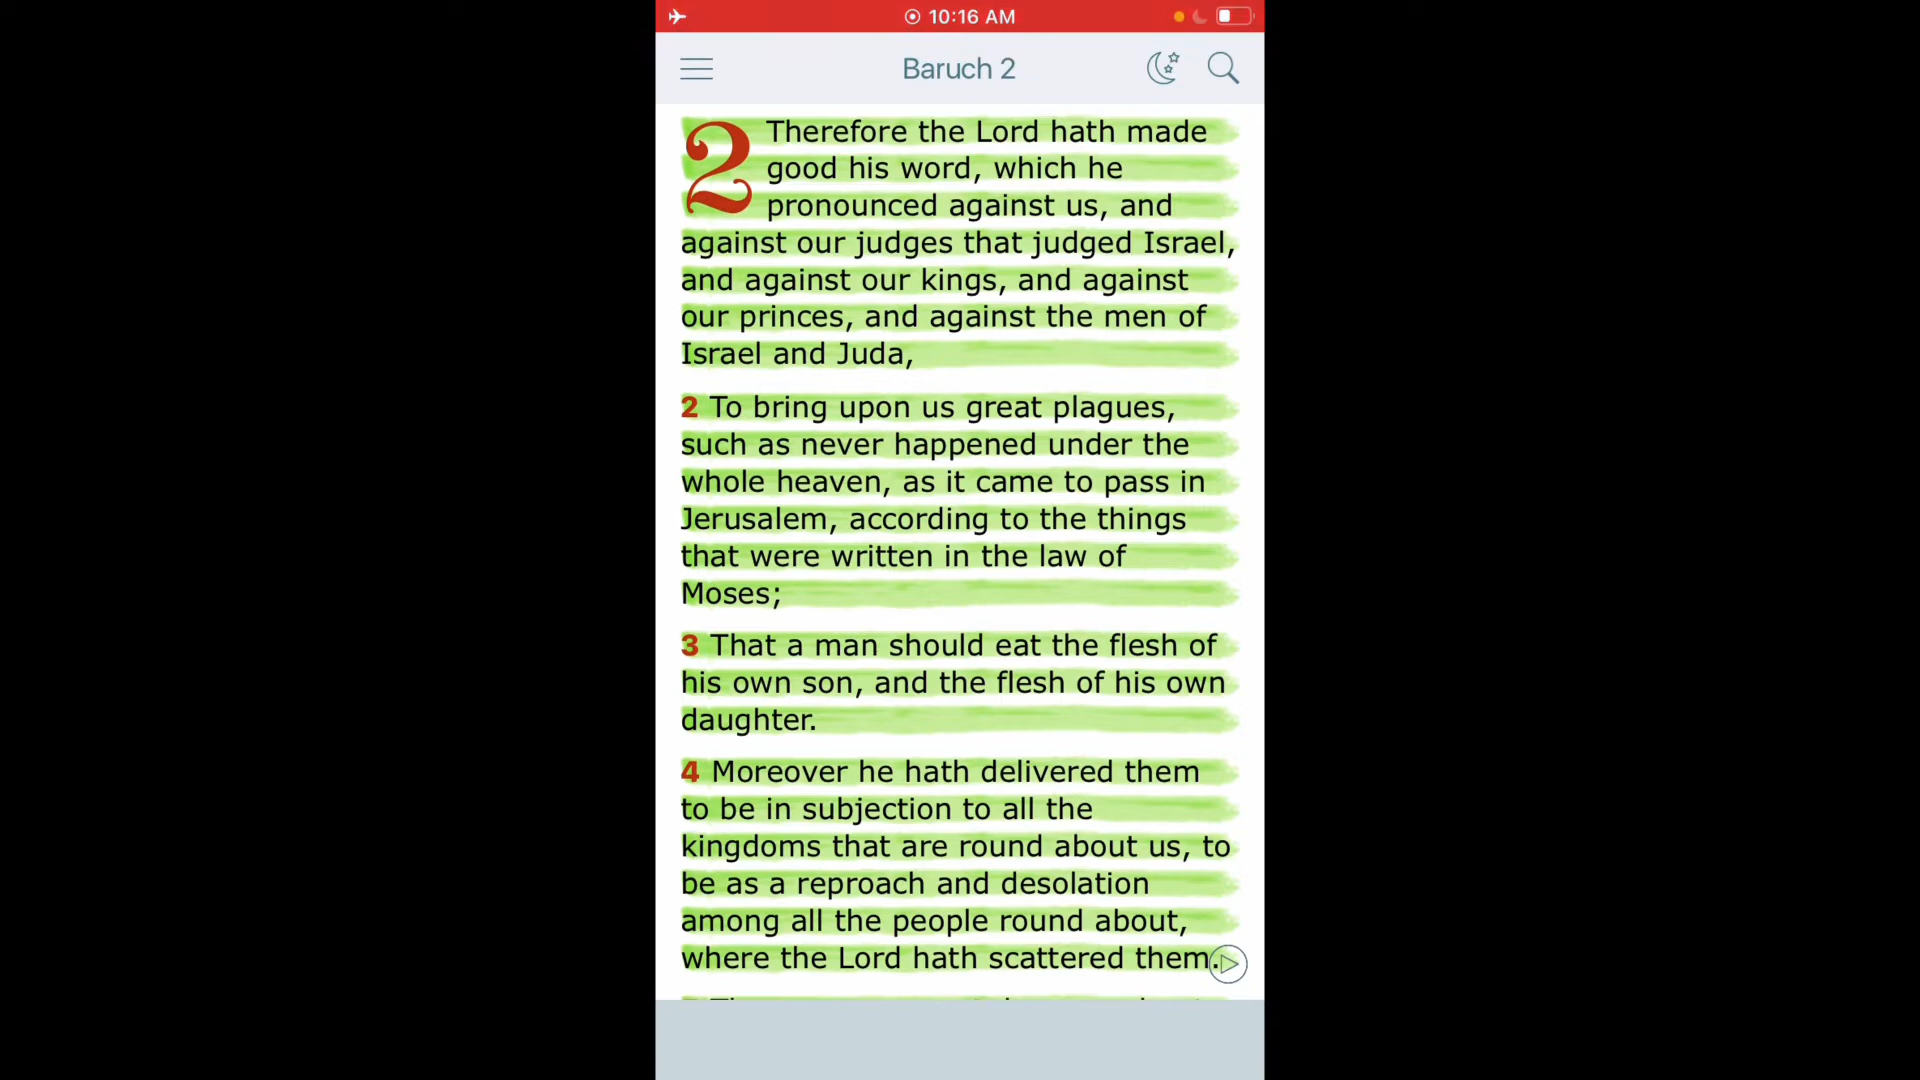 10:16 AM
Baruch 2
2 Therefore the Lord hath made
good his word, which he
pronounced against us, and
against our judges that judged Israel,
and against our kings, and against
our princes, and against the men of
Israel and Juda,
2 To bring upon us great plagues,
such as never happened under the
whole heaven, as it came to pass in
Jerusalem, according to the things
that were written in the law of
Moses;
3 That a man should eat the flesh of
his own son, and the flesh of his own
daughter.
4 Moreover he hath delivered them
to be in subjection to all the
kingdoms that are round about us, to
be as a reproach and desolation
among all the people round about,
where the Lord hath scattered them.